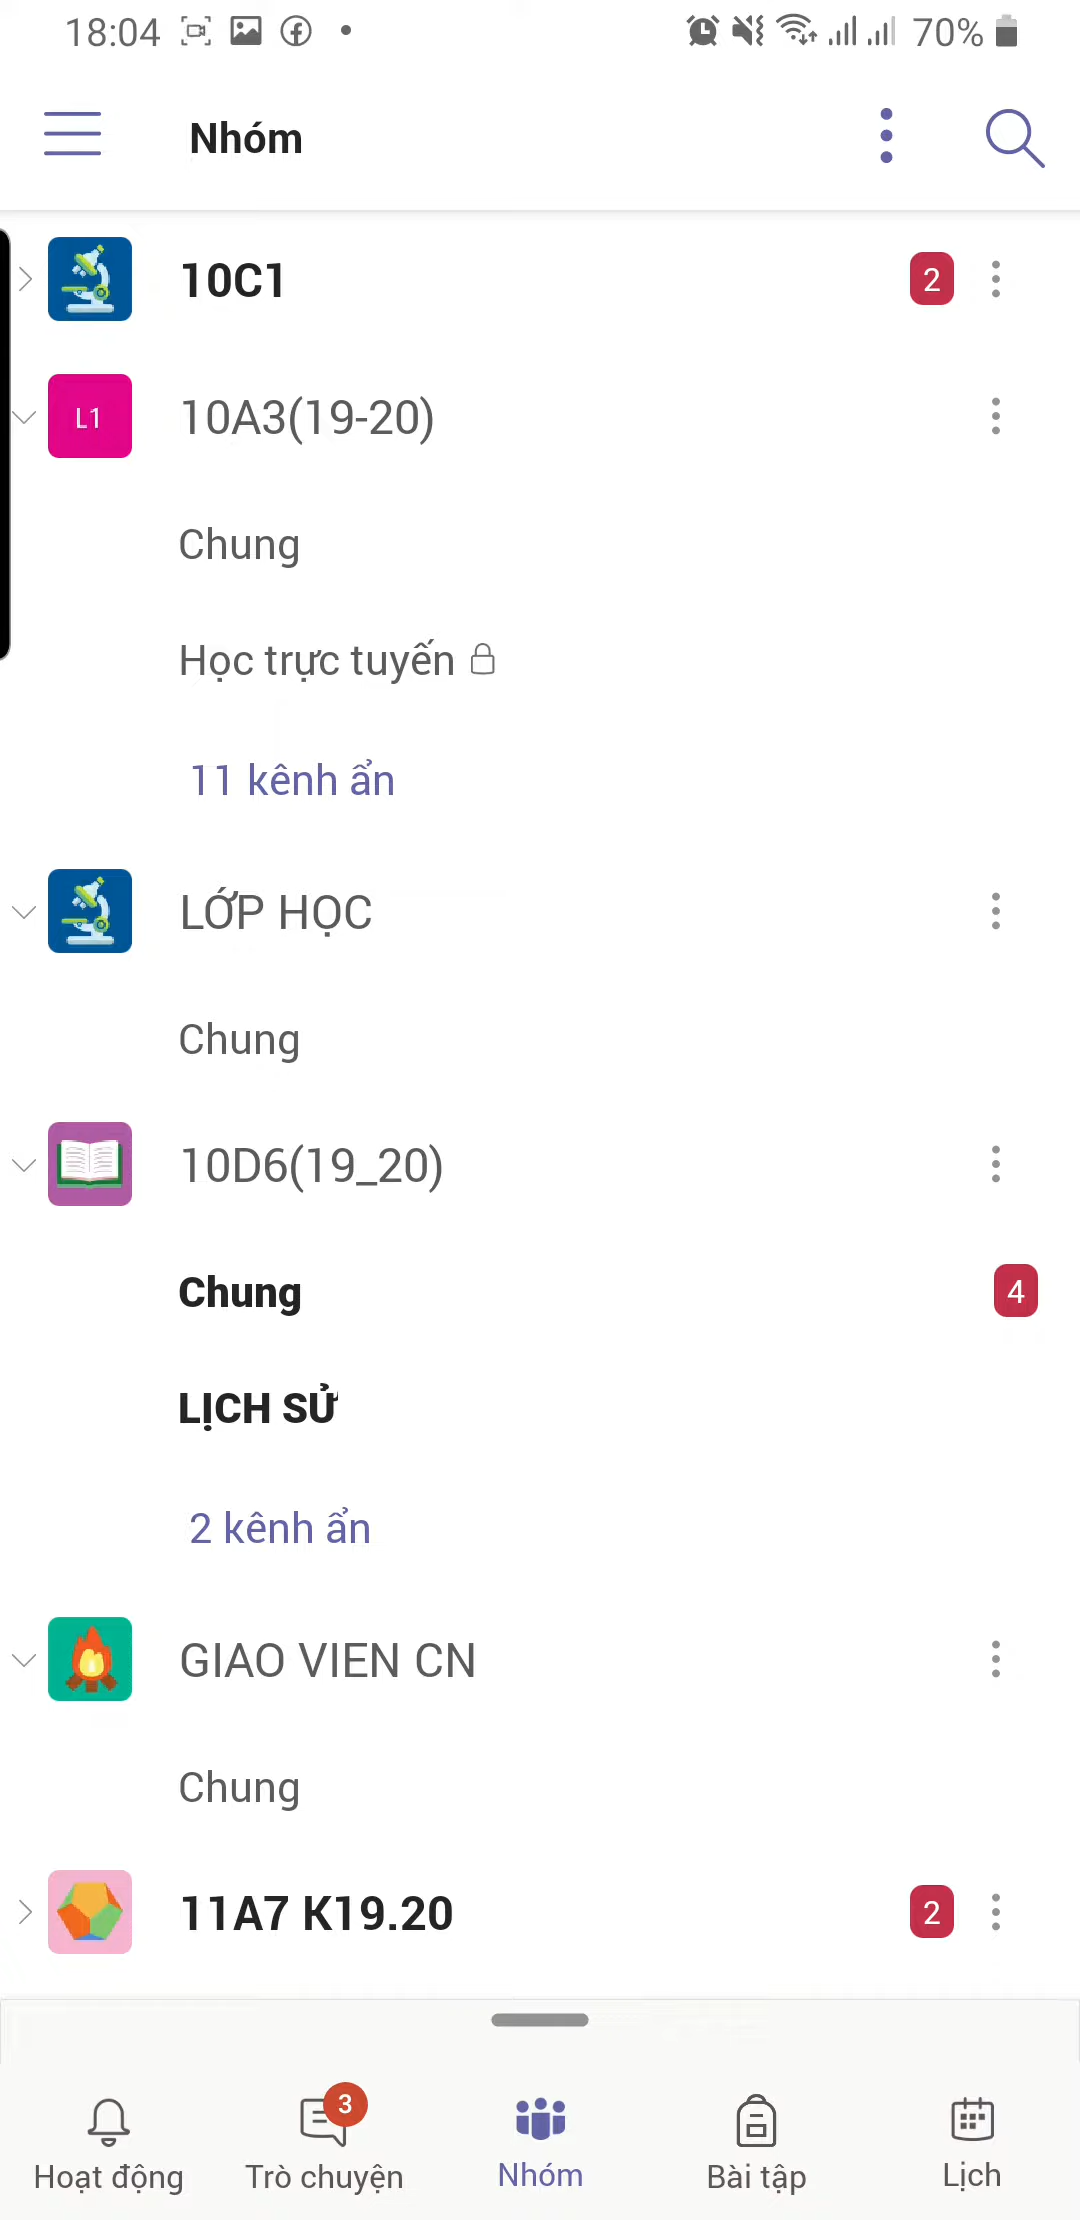 18:04
70%
Nhóm
10C1
2
L1
10A3(19-20)
Chung
Học trực tuyến
11 kênh ẩn
LỚP HỌC
Chung
10D6(19_20)
Chung
4
LỊCH SỬ
2 kênh ẩn
GIAO VIEN CN
Chung
11A7 K19.20
2
3
Hoạt động
Trò chuyện
Nhóm
Bài tập
Lịch